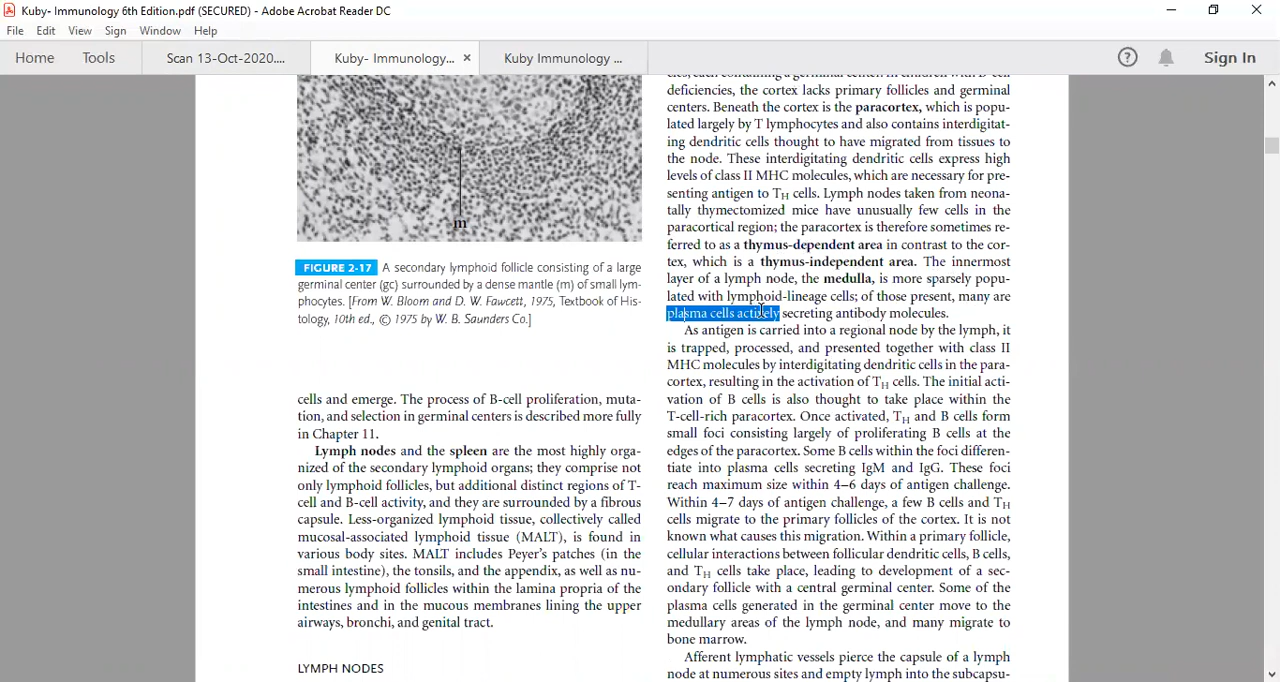 Kuby- Immunology 6th Edition.pdf (SECURED) - Adobe Acrobat Reader DC
File Edit View Sign Window Help
Home Tools Scan 13-Oct-2020.... Kuby- Immunology... × Kuby Immunology ... Sign In
m
FIGURE 2-17 A secondary lymphoid follicle consisting of a large
germinal center (gc) surrounded by a dense mantle (m) of small lym-
phocytes. [From W. Bloom and D. W. Fawcett, 1975, Textbook of His-
tology, 10th ed., © 1975 by W. B. Saunders Co.]
cells and emerge. The process of B-cell proliferation, muta-
tion, and selection in germinal centers is described more fully
in Chapter 11.
Lymph nodes and the spleen are the most highly orga-
nized of the secondary lymphoid organs; they comprise not
only lymphoid follicles, but additional distinct regions of T-
cell and B-cell activity, and they are surrounded by a fibrous
capsule. Less-organized lymphoid tissue, collectively called
mucosal-associated lymphoid tissue (MALT), is found in
various body sites. MALT includes Peyer's patches (in the
small intestine), the tonsils, and the appendix, as well as nu-
merous lymphoid follicles within the lamina propria of the
intestines and in the mucous membranes lining the upper
airways, bronchi, and genital tract.
LYMPH NODES
deficiencies, the cortex lacks primary follicles and germinal
centers. Beneath the cortex is the paracortex, which is popu-
lated largely by T lymphocytes and also contains interdigitat-
ing dendritic cells thought to have migrated from tissues to
the node. These interdigitating dendritic cells express high
levels of class II MHC molecules, which are necessary for pre-
senting antigen to TH cells. Lymph nodes taken from neona-
tally thymectomized mice have unusually few cells in the
paracortical region; the paracortex is therefore sometimes re-
ferred to as a thymus-dependent area in contrast to the cor-
tex, which is a thymus-independent area. The innermost
layer of a lymph node, the medulla, is more sparsely popu-
lated with lymphoid-lineage cells; of those present, many are
plasma cells actively secreting antibody molecules.
As antigen is carried into a regional node by the lymph, it
is trapped, processed, and presented together with class II
MHC molecules by interdigitating dendritic cells in the para-
cortex, resulting in the activation of TH cells. The initial acti-
vation of B cells is also thought to take place within the
T-cell-rich paracortex. Once activated, TH and B cells form
small foci consisting largely of proliferating B cells at the
edges of the paracortex. Some B cells within the foci differen-
tiate into plasma cells secreting IgM and IgG. These foci
reach maximum size within 4–6 days of antigen challenge.
Within 4–7 days of antigen challenge, a few B cells and TH
cells migrate to the primary follicles of the cortex. It is not
known what causes this migration. Within a primary follicle,
cellular interactions between follicular dendritic cells, B cells,
and TH cells take place, leading to development of a sec-
ondary follicle with a central germinal center. Some of the
plasma cells generated in the germinal center move to the
medullary areas of the lymph node, and many migrate to
bone marrow.
Afferent lymphatic vessels pierce the capsule of a lymph
node at numerous sites and empty lymph into the subcapsu-